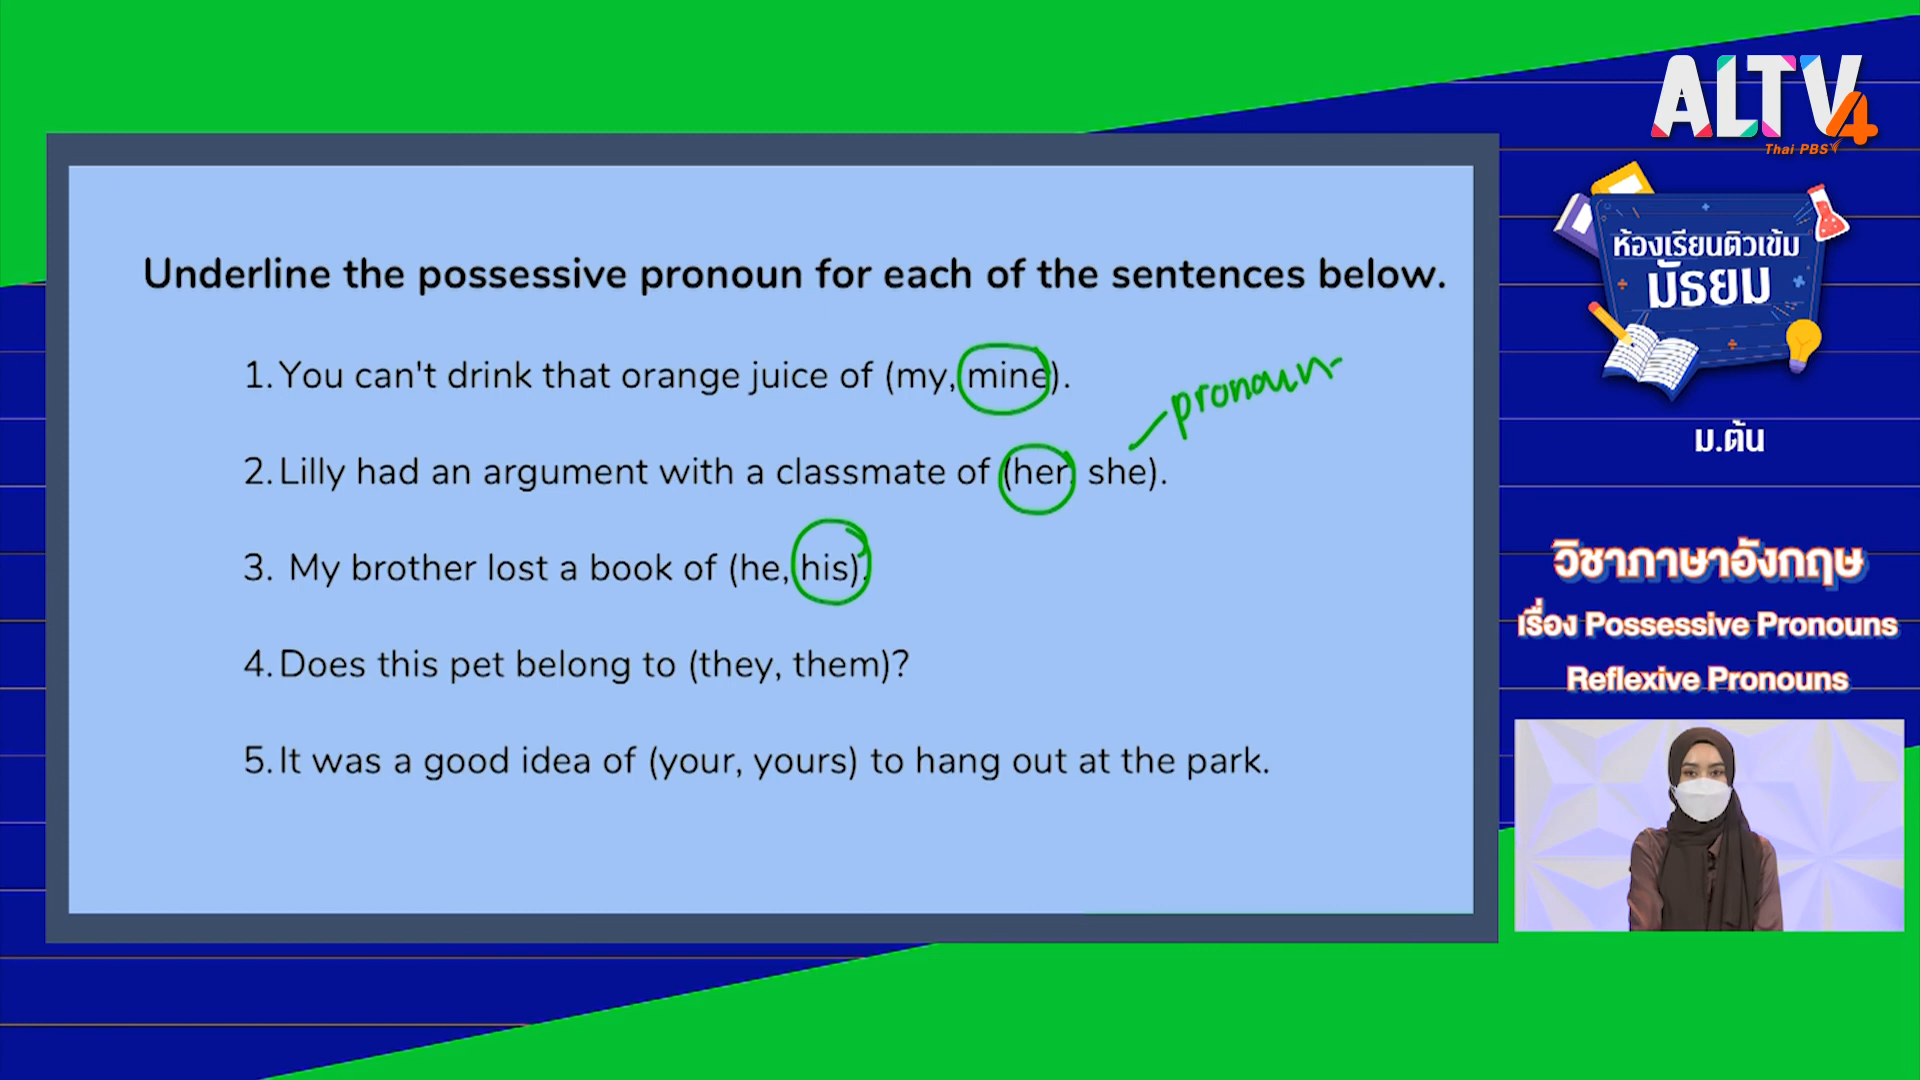 ALTV4
Thai PBS
ห้องเรียนติวเข้ม
มัธยม
ม.ต้น
วิชาภาษาอังกฤษ
เรื่อง Possessive Pronouns
Reflexive Pronouns
Underline the possessive pronoun for each of the sentences below.
1. You can't drink that orange juice of (my, mine).
pronoun
2. Lilly had an argument with a classmate of (her, she).
3. My brother lost a book of (he, his).
4. Does this pet belong to (they, them)?
5. It was a good idea of (your, yours) to hang out at the park.